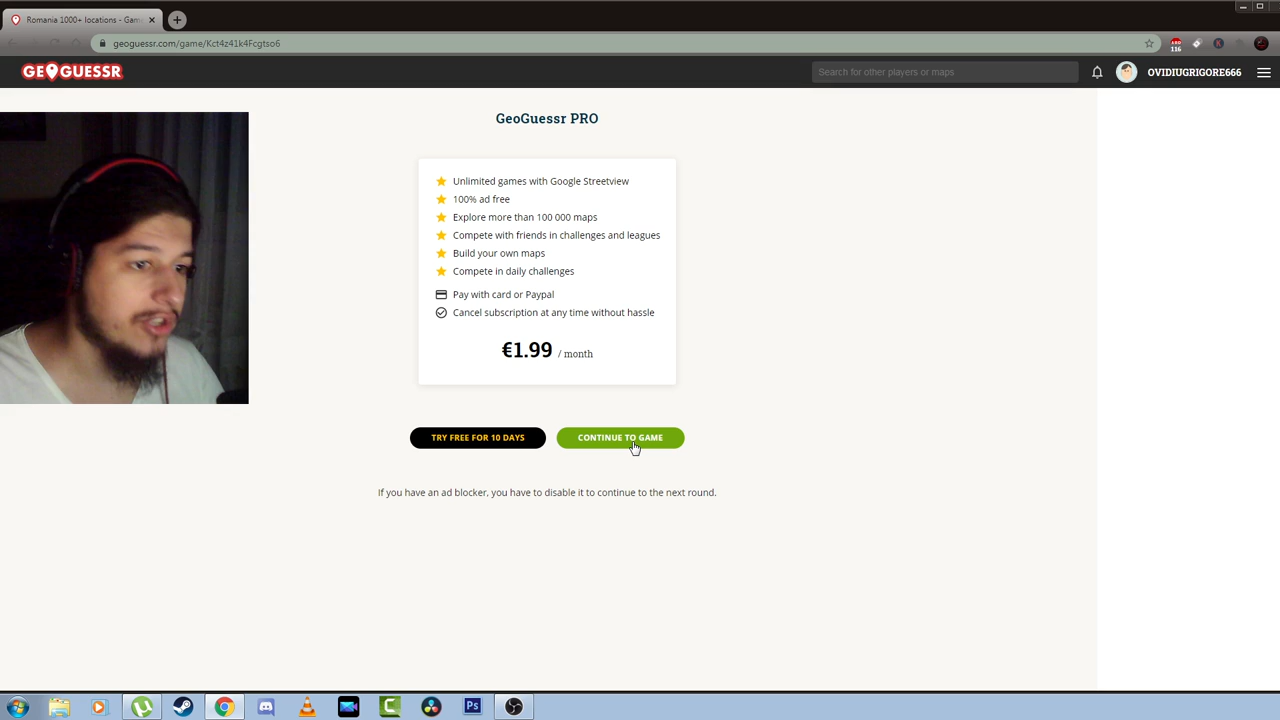 Romania 1000+ locations - Gam
geoguessr.com/game/Kct4z41k4Fcgtso6
116
GEOGUESSR
Search for other players or maps
OVIDIUGRIGORE666
GeoGuessr PRO
Unlimited games with Google Streetview
100% ad free
Explore more than 100 000 maps
Compete with friends in challenges and leagues
Build your own maps
Compete in daily challenges
Pay with card or Paypal
Cancel subscription at any time without hassle
€1.99 / month
TRY FREE FOR 10 DAYS
CONTINUE TO GAME
If you have an ad blocker, you have to disable it to continue to the next round.
Ps